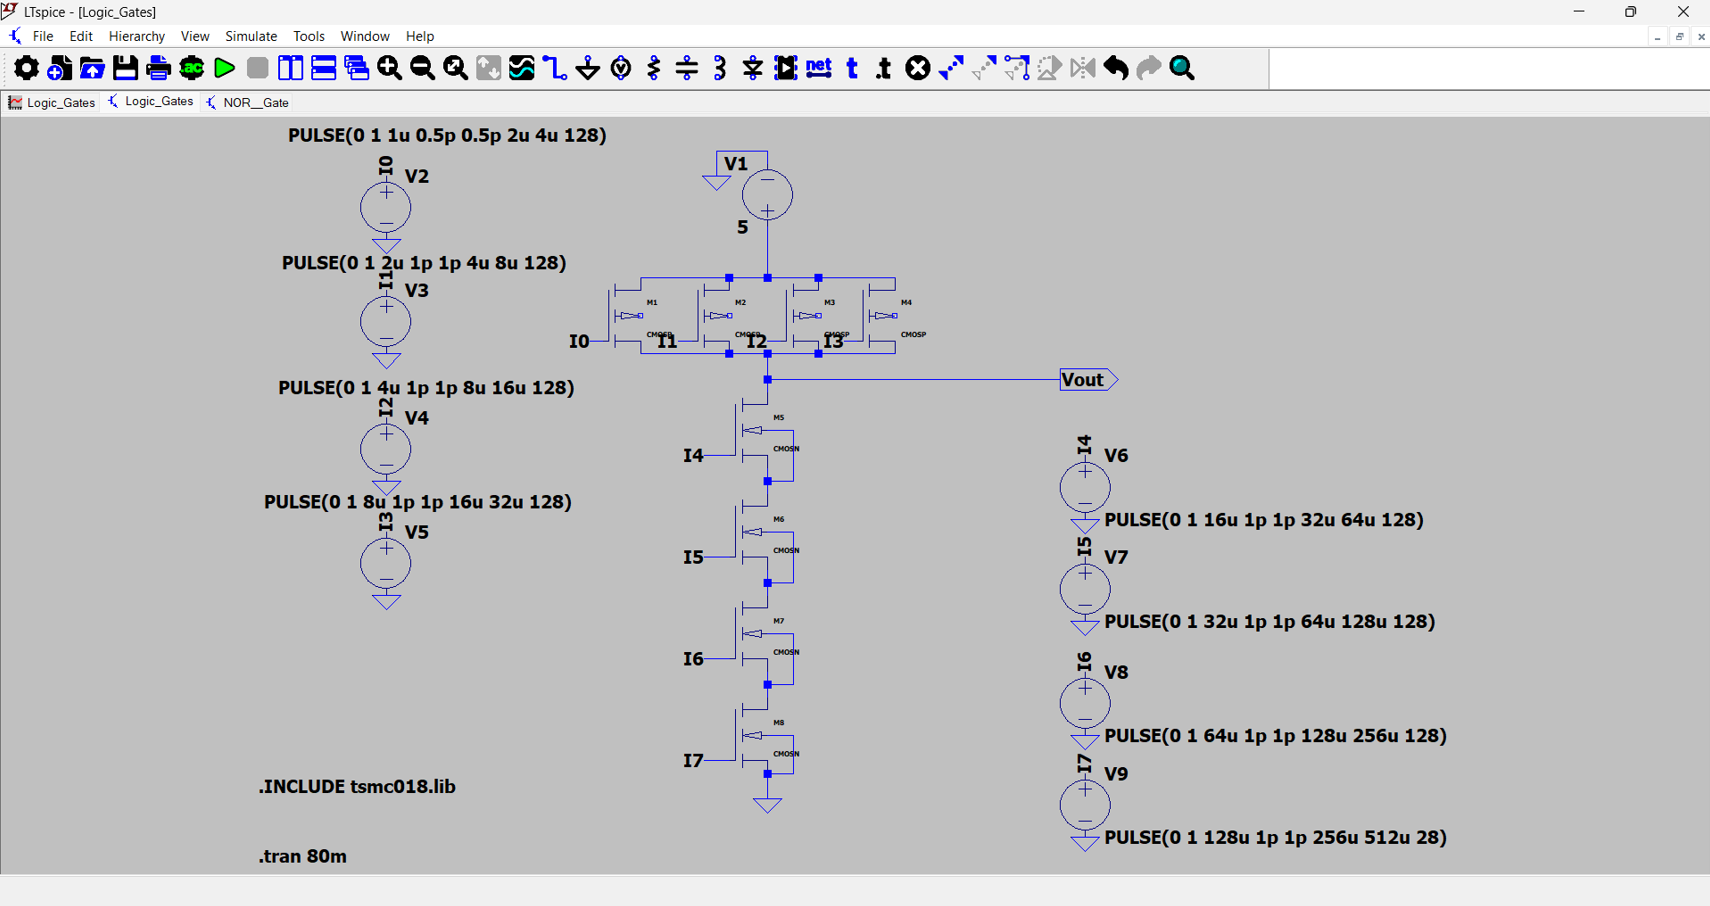 LTspice - [Logic_Gates]
File Edit Hierarchy View Simulate Tools Window Help
.ac net t .t
Logic_Gates Logic_Gates NOR__Gate
PULSE(0 1 1u 0.5p 0.5p 2u 4u 128)
I0
V2
PULSE(0 1 2u 1p 1p 4u 8u 128)
I1
V3
PULSE(0 1 4u 1p 1p 8u 16u 128)
I2
V4
PULSE(0 1 8u 1p 1p 16u 32u 128)
I3
V5
V1
5
M1 M2 M3 M4
CMOSP CMOSP CMOSP CMOSP
I0 I1 I2 I3
Vout
M5
CMOSN
I4
M6
CMOSN
I5
M7
CMOSN
I6
M8
CMOSN
I7
I4
V6
PULSE(0 1 16u 1p 1p 32u 64u 128)
I5
V7
PULSE(0 1 32u 1p 1p 64u 128u 128)
I6
V8
PULSE(0 1 64u 1p 1p 128u 256u 128)
I7
V9
PULSE(0 1 128u 1p 1p 256u 512u 28)
.INCLUDE tsmc018.lib
.tran 80m